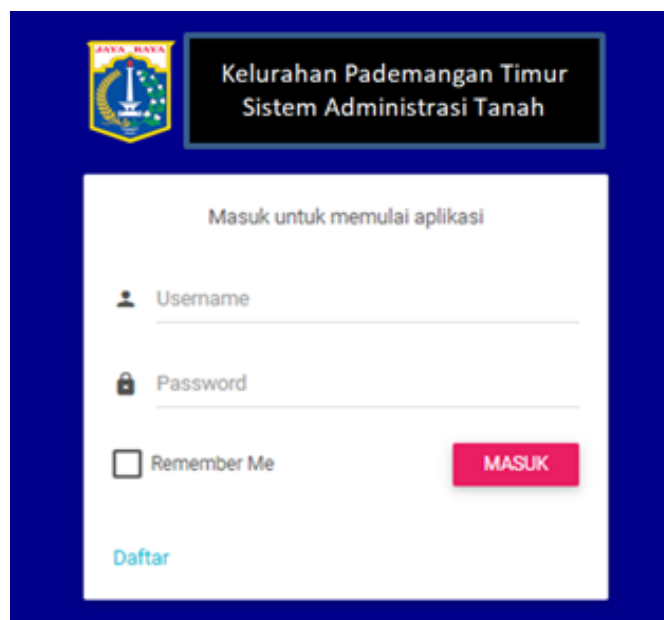 JAYA RAYA
Kelurahan Pademangan Timur
Sistem Administrasi Tanah
Masuk untuk memulai aplikasi
Username
Password
Remember Me
MASUK
Daftar